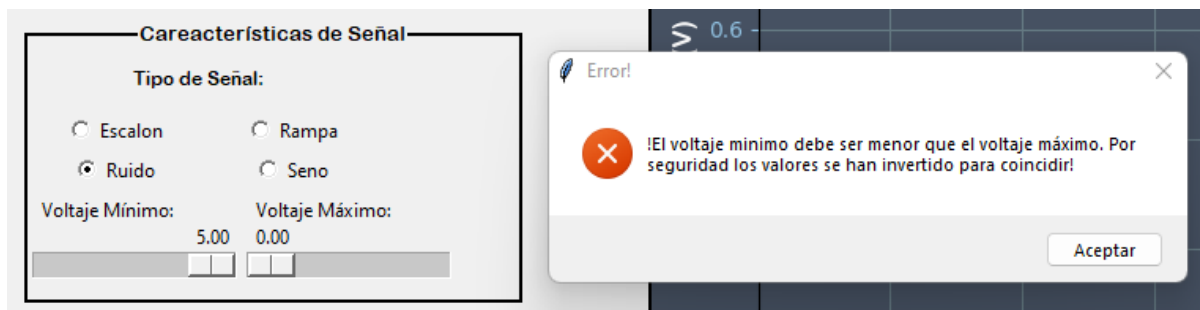 Careacterísticas de Señal
Tipo de Señal:
Escalon Rampa
Ruido Seno
Voltaje Mínimo: Voltaje Máximo:
5.00 0.00
V)
0.6
Error!
!El voltaje minimo debe ser menor que el voltaje máximo. Por
seguridad los valores se han invertido para coincidir!
Aceptar